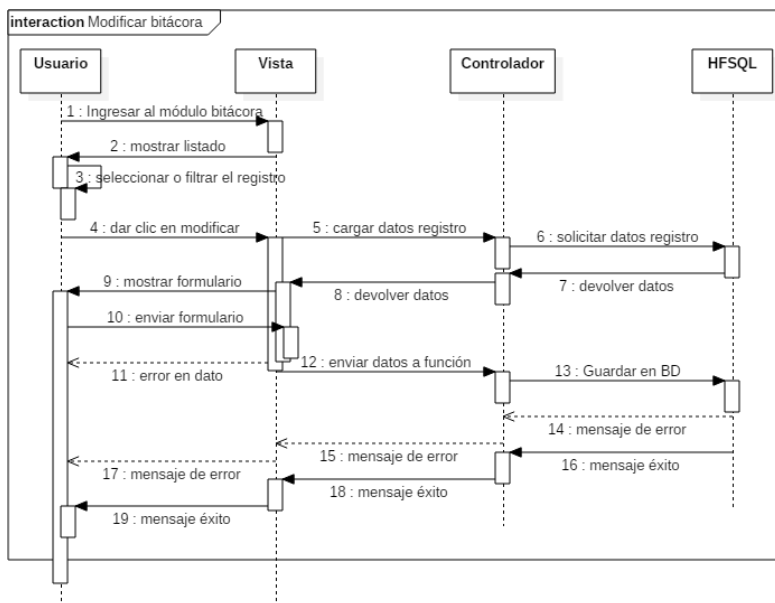 interaction Modificar bitácora
Usuario
Vista
Controlador
HFSQL
1 : Ingresar al módulo bitácora
2 : mostrar listado
3 : seleccionar o filtrar el registro
4 : dar clic en modificar
5 : cargar datos registro
6 : solicitar datos registro
7 : devolver datos
8 : devolver datos
9 : mostrar formulario
10 : enviar formulario
11 : error en dato
12 : enviar datos a función
13 : Guardar en BD
14 : mensaje de error
15 : mensaje de error
16 : mensaje éxito
17 : mensaje de error
18 : mensaje éxito
19 : mensaje éxito